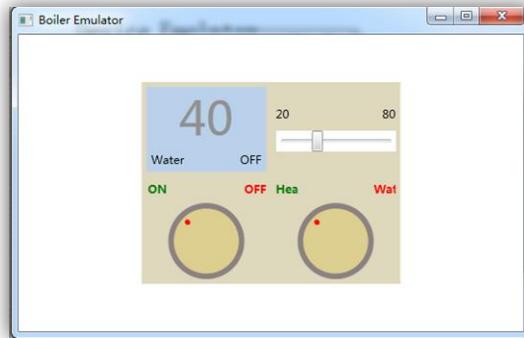 Boiler Emulator
40
20 80
Water OFF
ON OFF Hea Wat